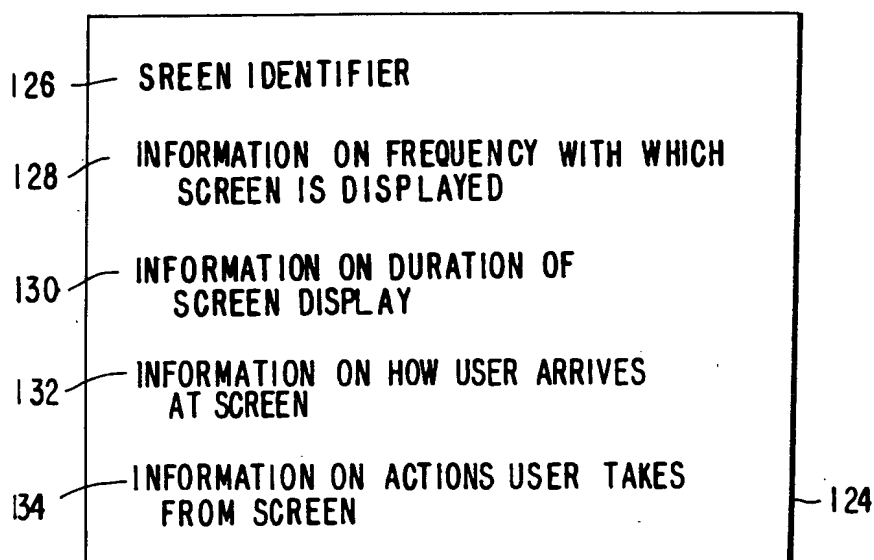 126 SREEN IDENTIFIER
128 INFORMATION ON FREQUENCY WITH WHICH
SCREEN IS DISPLAYED
130 INFORMATION ON DURATION OF
SCREEN DISPLAY
132 INFORMATION ON HOW USER ARRIVES
AT SCREEN
134 INFORMATION ON ACTIONS USER TAKES
FROM SCREEN
124